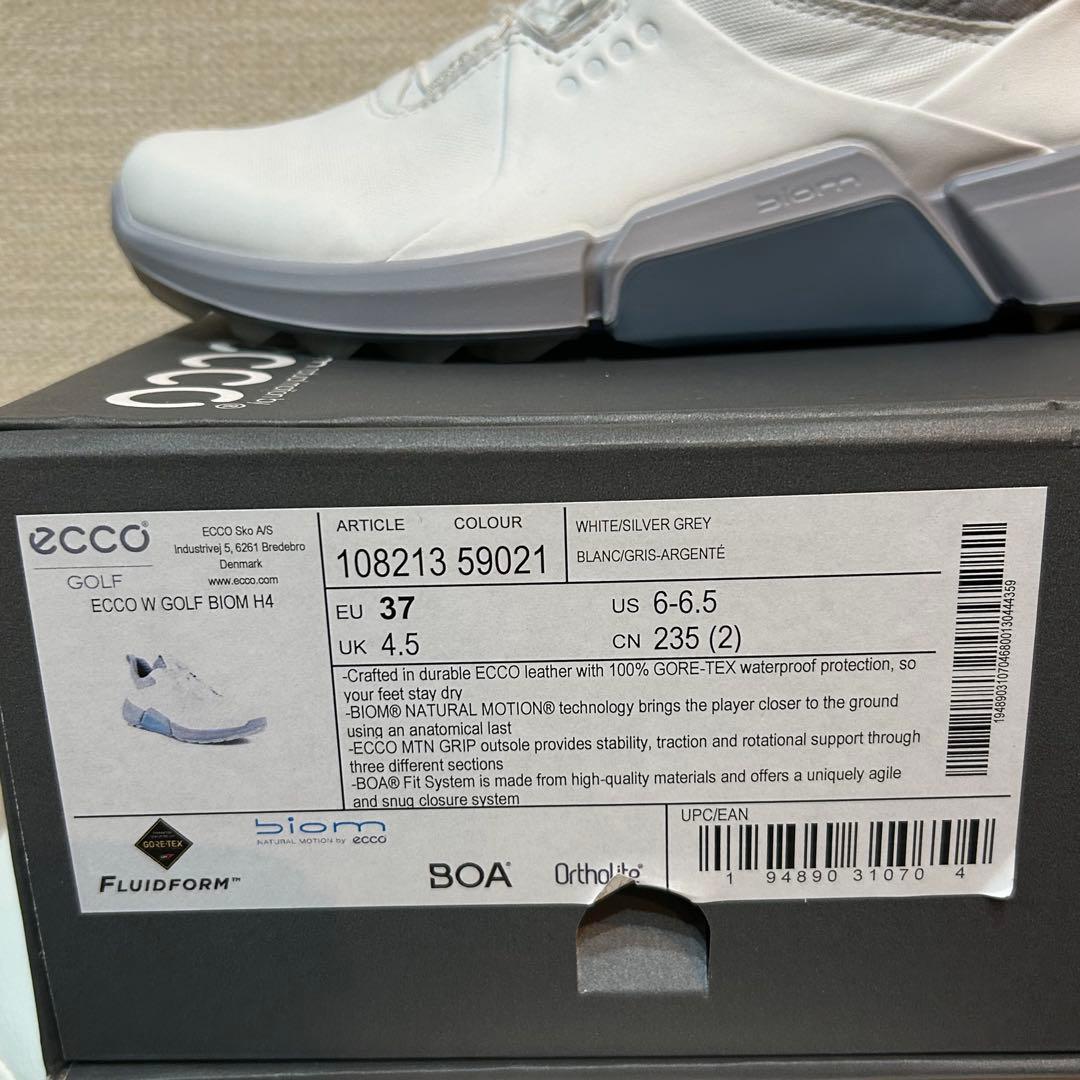 biom
ecco®
ecco®
GOLF
ECCO Sko A/S
Industrivej 5, 6261 Bredebro
Denmark
www.ecco.com
ECCO W GOLF BIOM H4
ARTICLE COLOUR
108213 59021
WHITE/SILVER GREY
BLANC/GRIS-ARGENTÉ
EU 37 US 6-6.5
UK 4.5 CN 235 (2)
-Crafted in durable ECCO leather with 100% GORE-TEX waterproof protection, so
your feet stay dry
-BIOM® NATURAL MOTION® technology brings the player closer to the ground
using an anatomical last
-ECCO MTN GRIP outsole provides stability, traction and rotational support through
three different sections
-BOA® Fit System is made from high-quality materials and offers a uniquely agile
and snug closure system
1948903107046800130444359
GORE-TEX
biom
NATURAL MOTION by ecco
FLUIDFORM™
BOA®
OrthoLite®
UPC/EAN
1 94890 31070 4